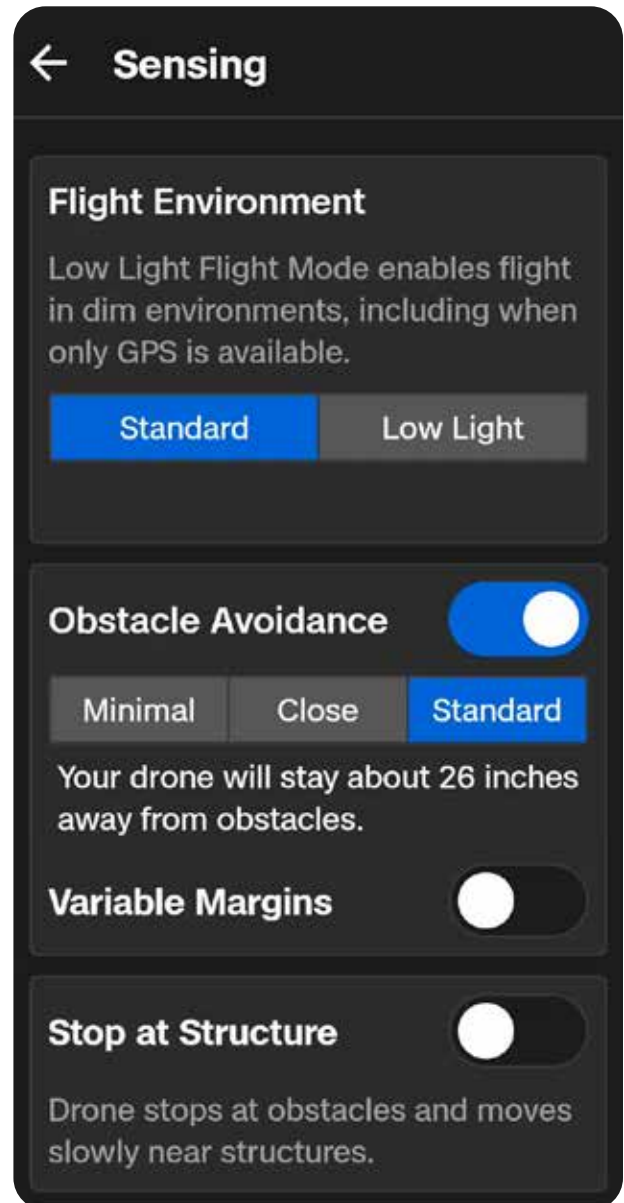 Sensing
Flight Environment
Low Light Flight Mode enables flight
in dim environments, including when
only GPS is available.
Standard Low Light
Obstacle Avoidance
Minimal Close Standard
Your drone will stay about 26 inches
away from obstacles.
Variable Margins
Stop at Structure
Drone stops at obstacles and moves
slowly near structures.